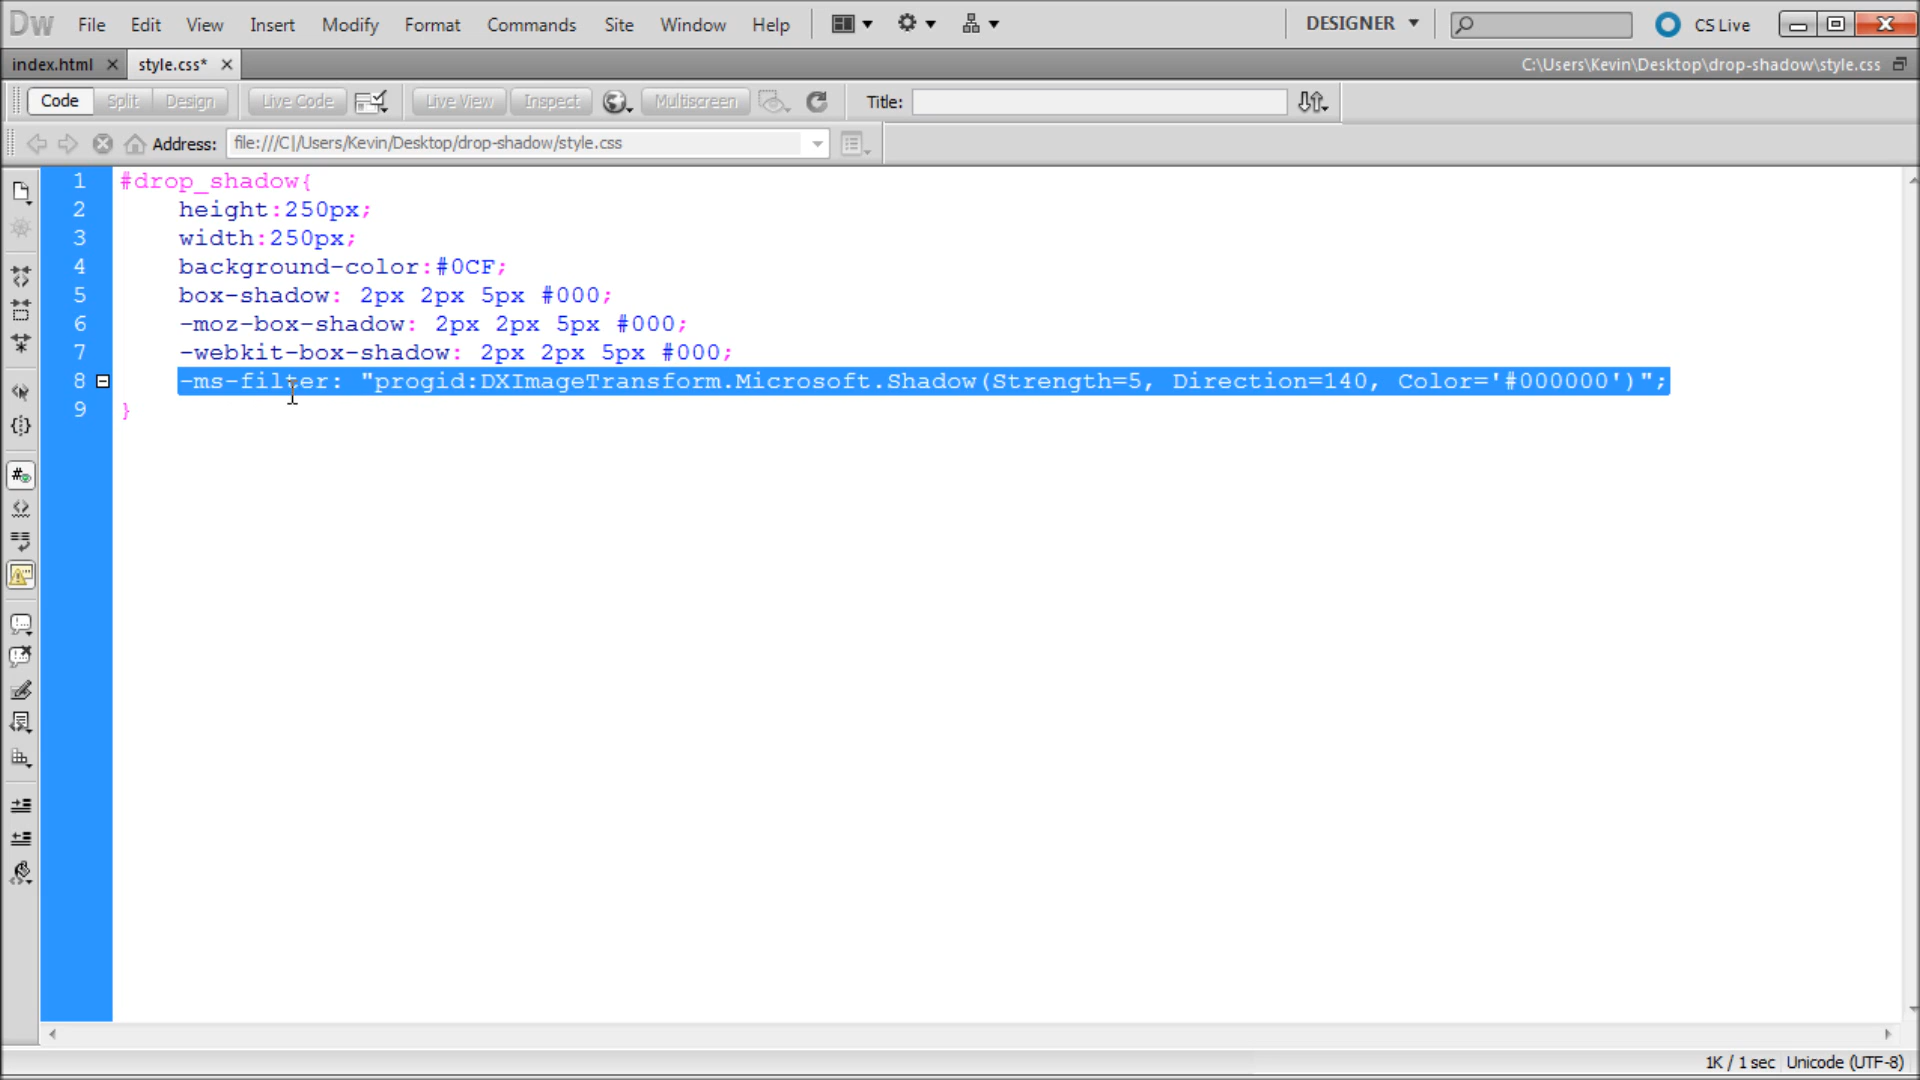 Dw File Edit View Insert Modify Format Commands Site Window Help DESIGNER CS Live
index.html style.css* C:\Users\Kevin\Desktop\drop-shadow\style.css
Code Split Design Live Code Live View Inspect Multiscreen Title:
Address: file:///C|/Users/Kevin/Desktop/drop-shadow/style.css
1 #drop_shadow{
2 height:250px;
3 width:250px;
4 background-color:#0CF;
5 box-shadow: 2px 2px 5px #000;
6 -moz-box-shadow: 2px 2px 5px #000;
7 -webkit-box-shadow: 2px 2px 5px #000;
8 -ms-filter: "progid:DXImageTransform.Microsoft.Shadow(Strength=5, Direction=140, Color='#000000')";
9 }
1K / 1 sec Unicode (UTF-8)